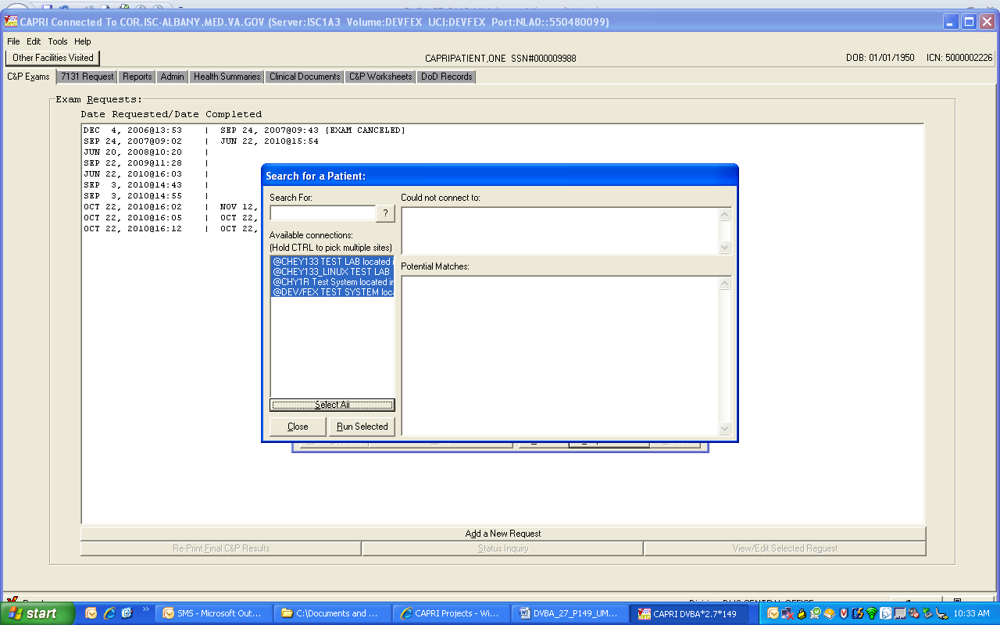 CAPRI Connected To COR.ISC-ALBANY.MED.VA.GOV (Server:ISC1A3 Volume:DEVFEX UCI:DEVFEX Port:NLA0::550480099)
File Edit Tools Help
Other Facilities Visited CAPRIPATIENT,ONE SSN#000009988 DOB: 01/01/1950 ICN: 5000002226
C&P Exams 7131 Request Reports Admin Health Summaries Clinical Documents C&P Worksheets DoD Records
Exam Requests:
Date Requested/Date Completed
DEC 4, 2006@13:53 | SEP 24, 2007@09:43 [EXAM CANCELED]
SEP 24, 2007@09:02 | JUN 22, 2010@15:54
JUN 20, 2008@10:20 |
SEP 22, 2009@11:28 |
JUN 22, 2010@16:03 |
SEP 3, 2010@14:43 |
SEP 3, 2010@14:55 |
OCT 22, 2010@16:02 | NOV 12,
OCT 22, 2010@16:05 | OCT 22,
OCT 22, 2010@16:12 | OCT 22,
Search for a Patient:
Search For:
?
Available connections:
(Hold CTRL to pick multiple sites)
@CHEY133 TEST LAB located i
@CHEY133_LINUX TEST LAB
@CHY1R Test System located in
@DEV/FEX TEST SYSTEM loc
Select All
Close Run Selected
Could not connect to:
Potential Matches:
Add a New Request
Re-Print Final C&P Results Status Inquiry View/Edit Selected Request
start SMS - Microsoft Out... C:\Documents and ... CAPRI Projects - Wi... DVBA_27_P149_UM... CAPRI DVBA*2.7*149 10:33 AM